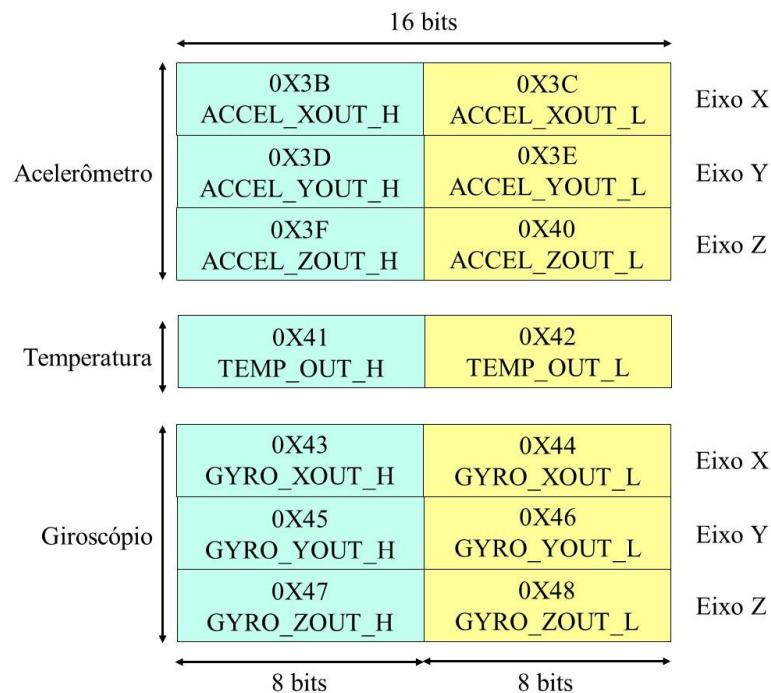 16 bits
0X3B
0X3C
ACCEL_XOUT_H
ACCEL_XOUT_L
Eixo X
Acelerômetro
0X3D
0X3E
ACCEL_YOUT_H
ACCEL_YOUT_L
Eixo Y
0X3F
0X40
ACCEL_ZOUT_H
ACCEL_ZOUT_L
Eixo Z
Temperatura
0X41
0X42
TEMP_OUT_H
TEMP_OUT_L
Giroscópio
0X43
0X44
GYRO_XOUT_H
GYRO_XOUT_L
Eixo X
0X45
0X46
GYRO_YOUT_H
GYRO_YOUT_L
Eixo Y
0X47
0X48
GYRO_ZOUT_H
GYRO_ZOUT_L
Eixo Z
8 bits
8 bits